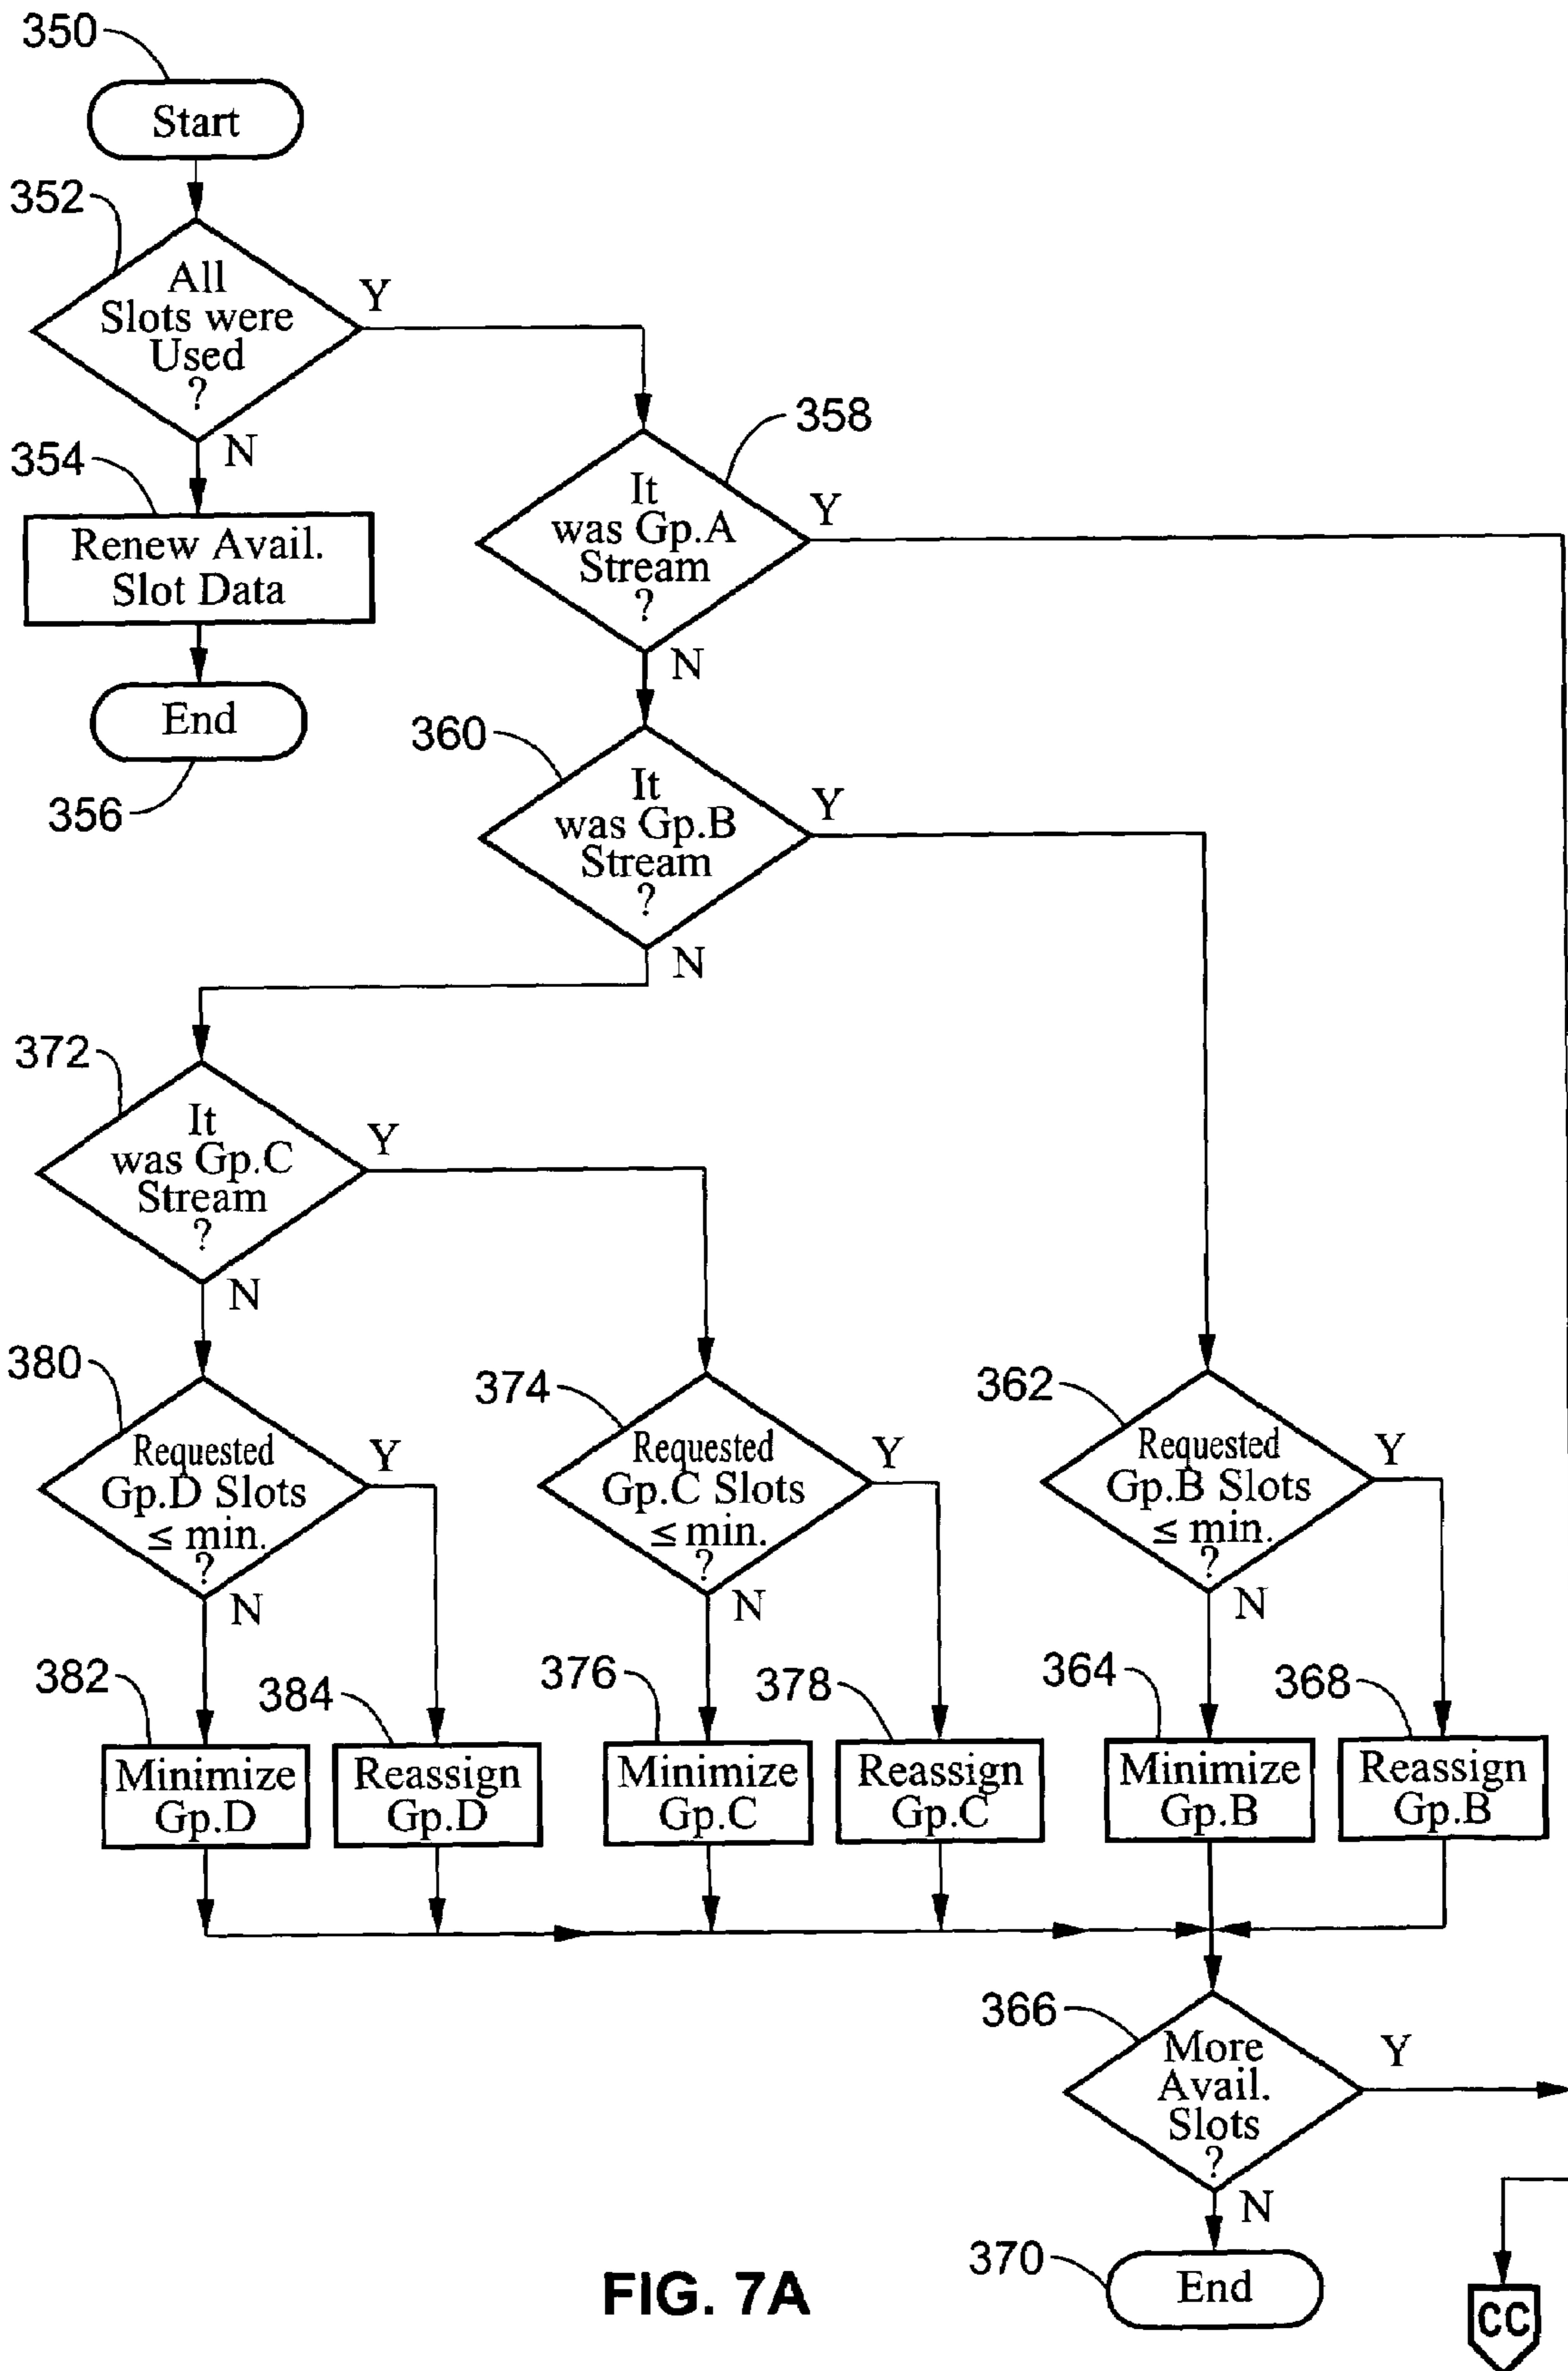 350
Start
352
All
Slots were
Used
?
Y
N
354
Renew Avail.
Slot Data
End
356
358
It
was Gp.A
Stream
?
Y
N
360
It
was Gp.B
Stream
?
Y
N
372
It
was Gp.C
Stream
?
Y
N
380
Requested
Gp.D Slots
≤ min.
?
Y
N
374
Requested
Gp.C Slots
≤ min.
?
Y
N
362
Requested
Gp.B Slots
≤ min.
?
Y
N
382
Minimize
Gp.D
384
Reassign
Gp.D
376
Minimize
Gp.C
378
Reassign
Gp.C
364
Minimize
Gp.B
368
Reassign
Gp.B
366
More
Avail.
Slots
?
Y
N
370
End
CC
FIG. 7A